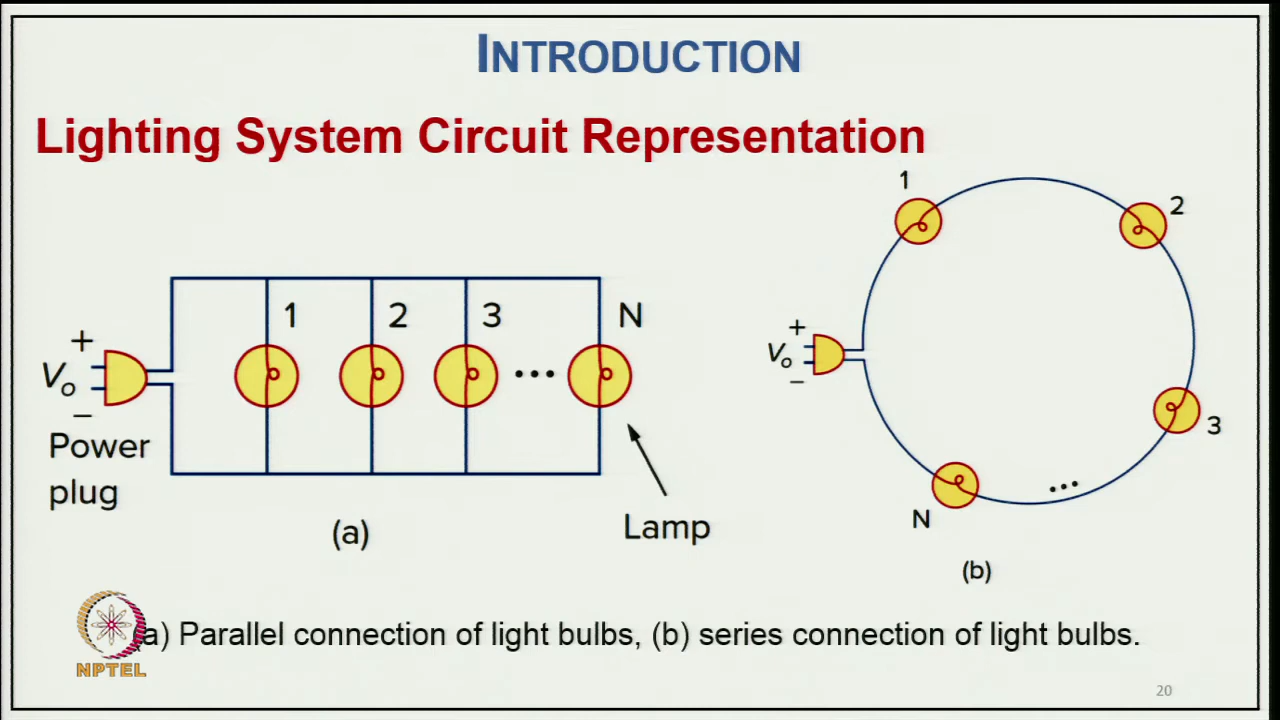 INTRODUCTION
Lighting System Circuit Representation
1
2
3
N
+
Vo
−
Power
plug
Lamp
(a)
1
2
3
N
+
Vo
−
(b)
(a) Parallel connection of light bulbs, (b) series connection of light bulbs.
NPTEL
20